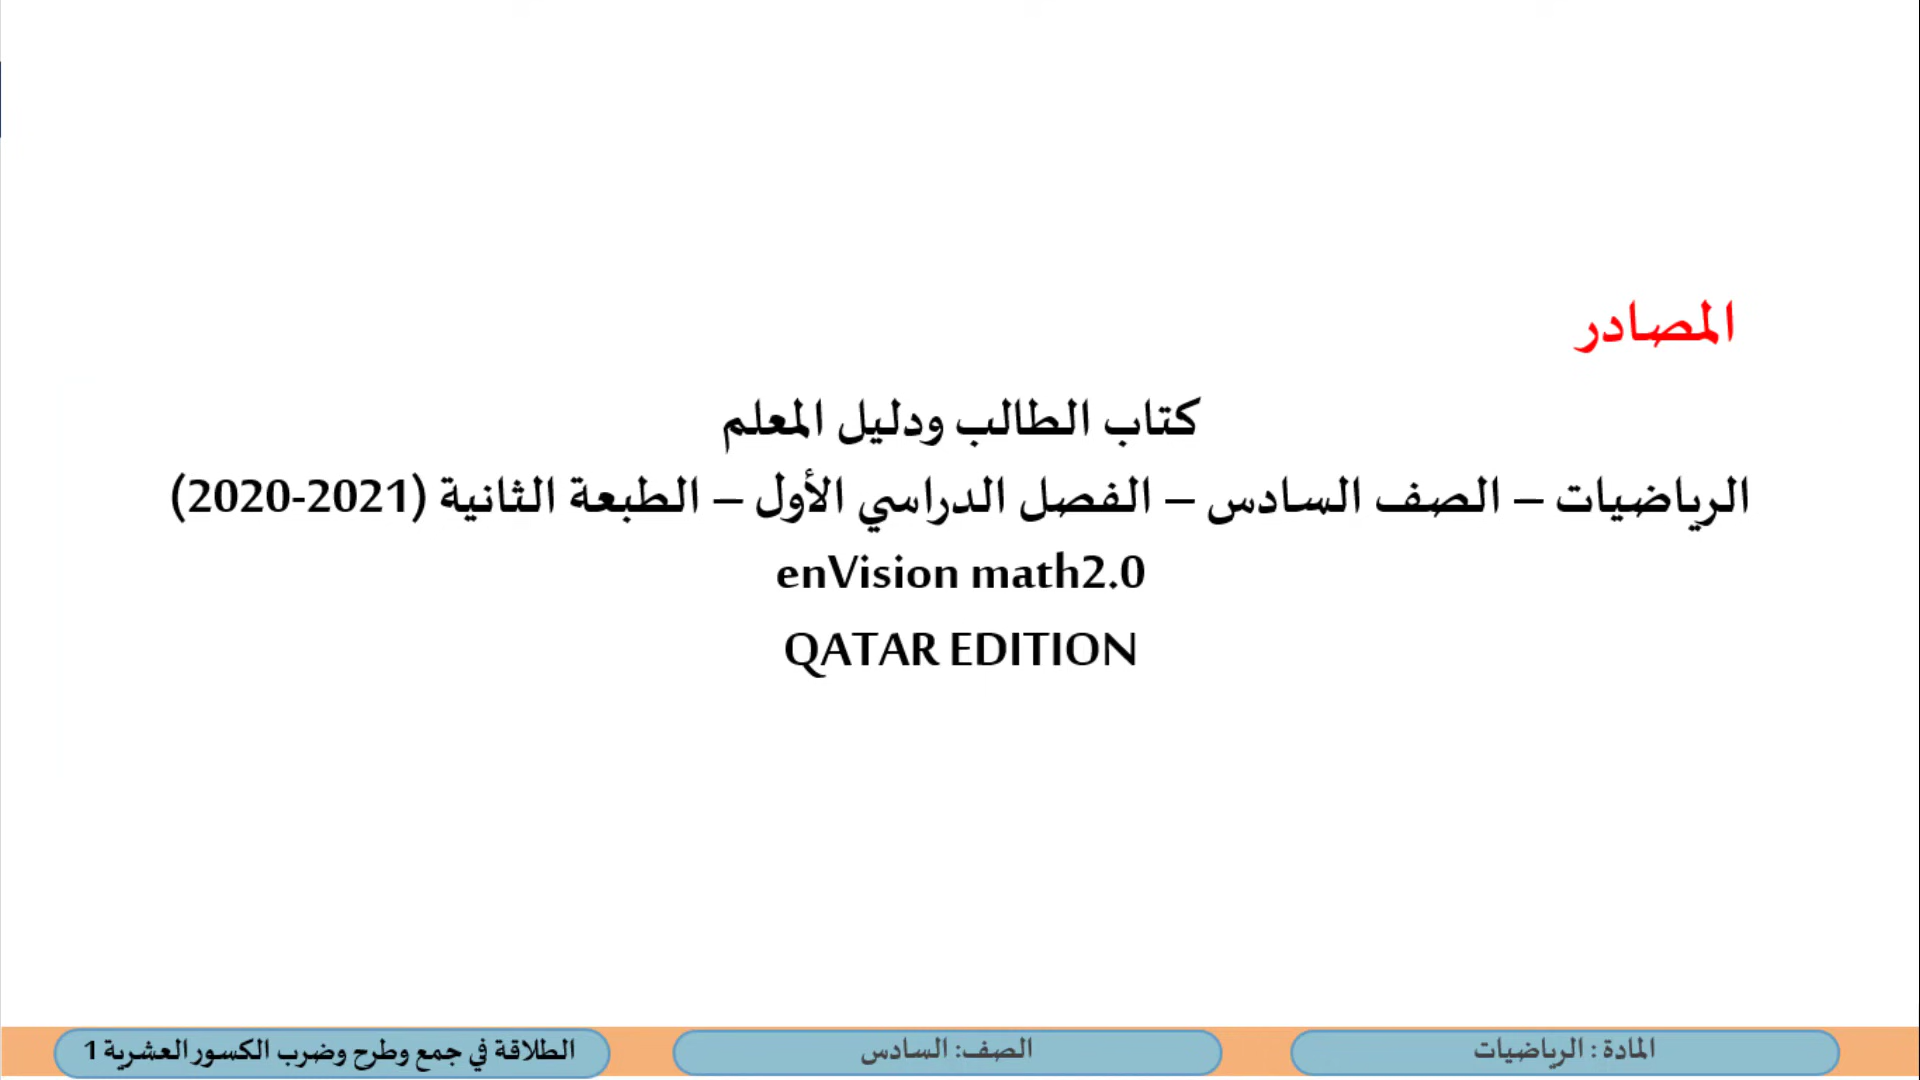 المصادر
كتاب الطالب ودليل المعلم
الرياضيات – الصف السادس – الفصل الدراسي الأول – الطبعة الثانية (2020-2021)
enVision math2.0
QATAR EDITION
المادة : الرياضيات
الصف: السادس
الطلاقة في جمع وطرح وضرب الكسور العشرية 1